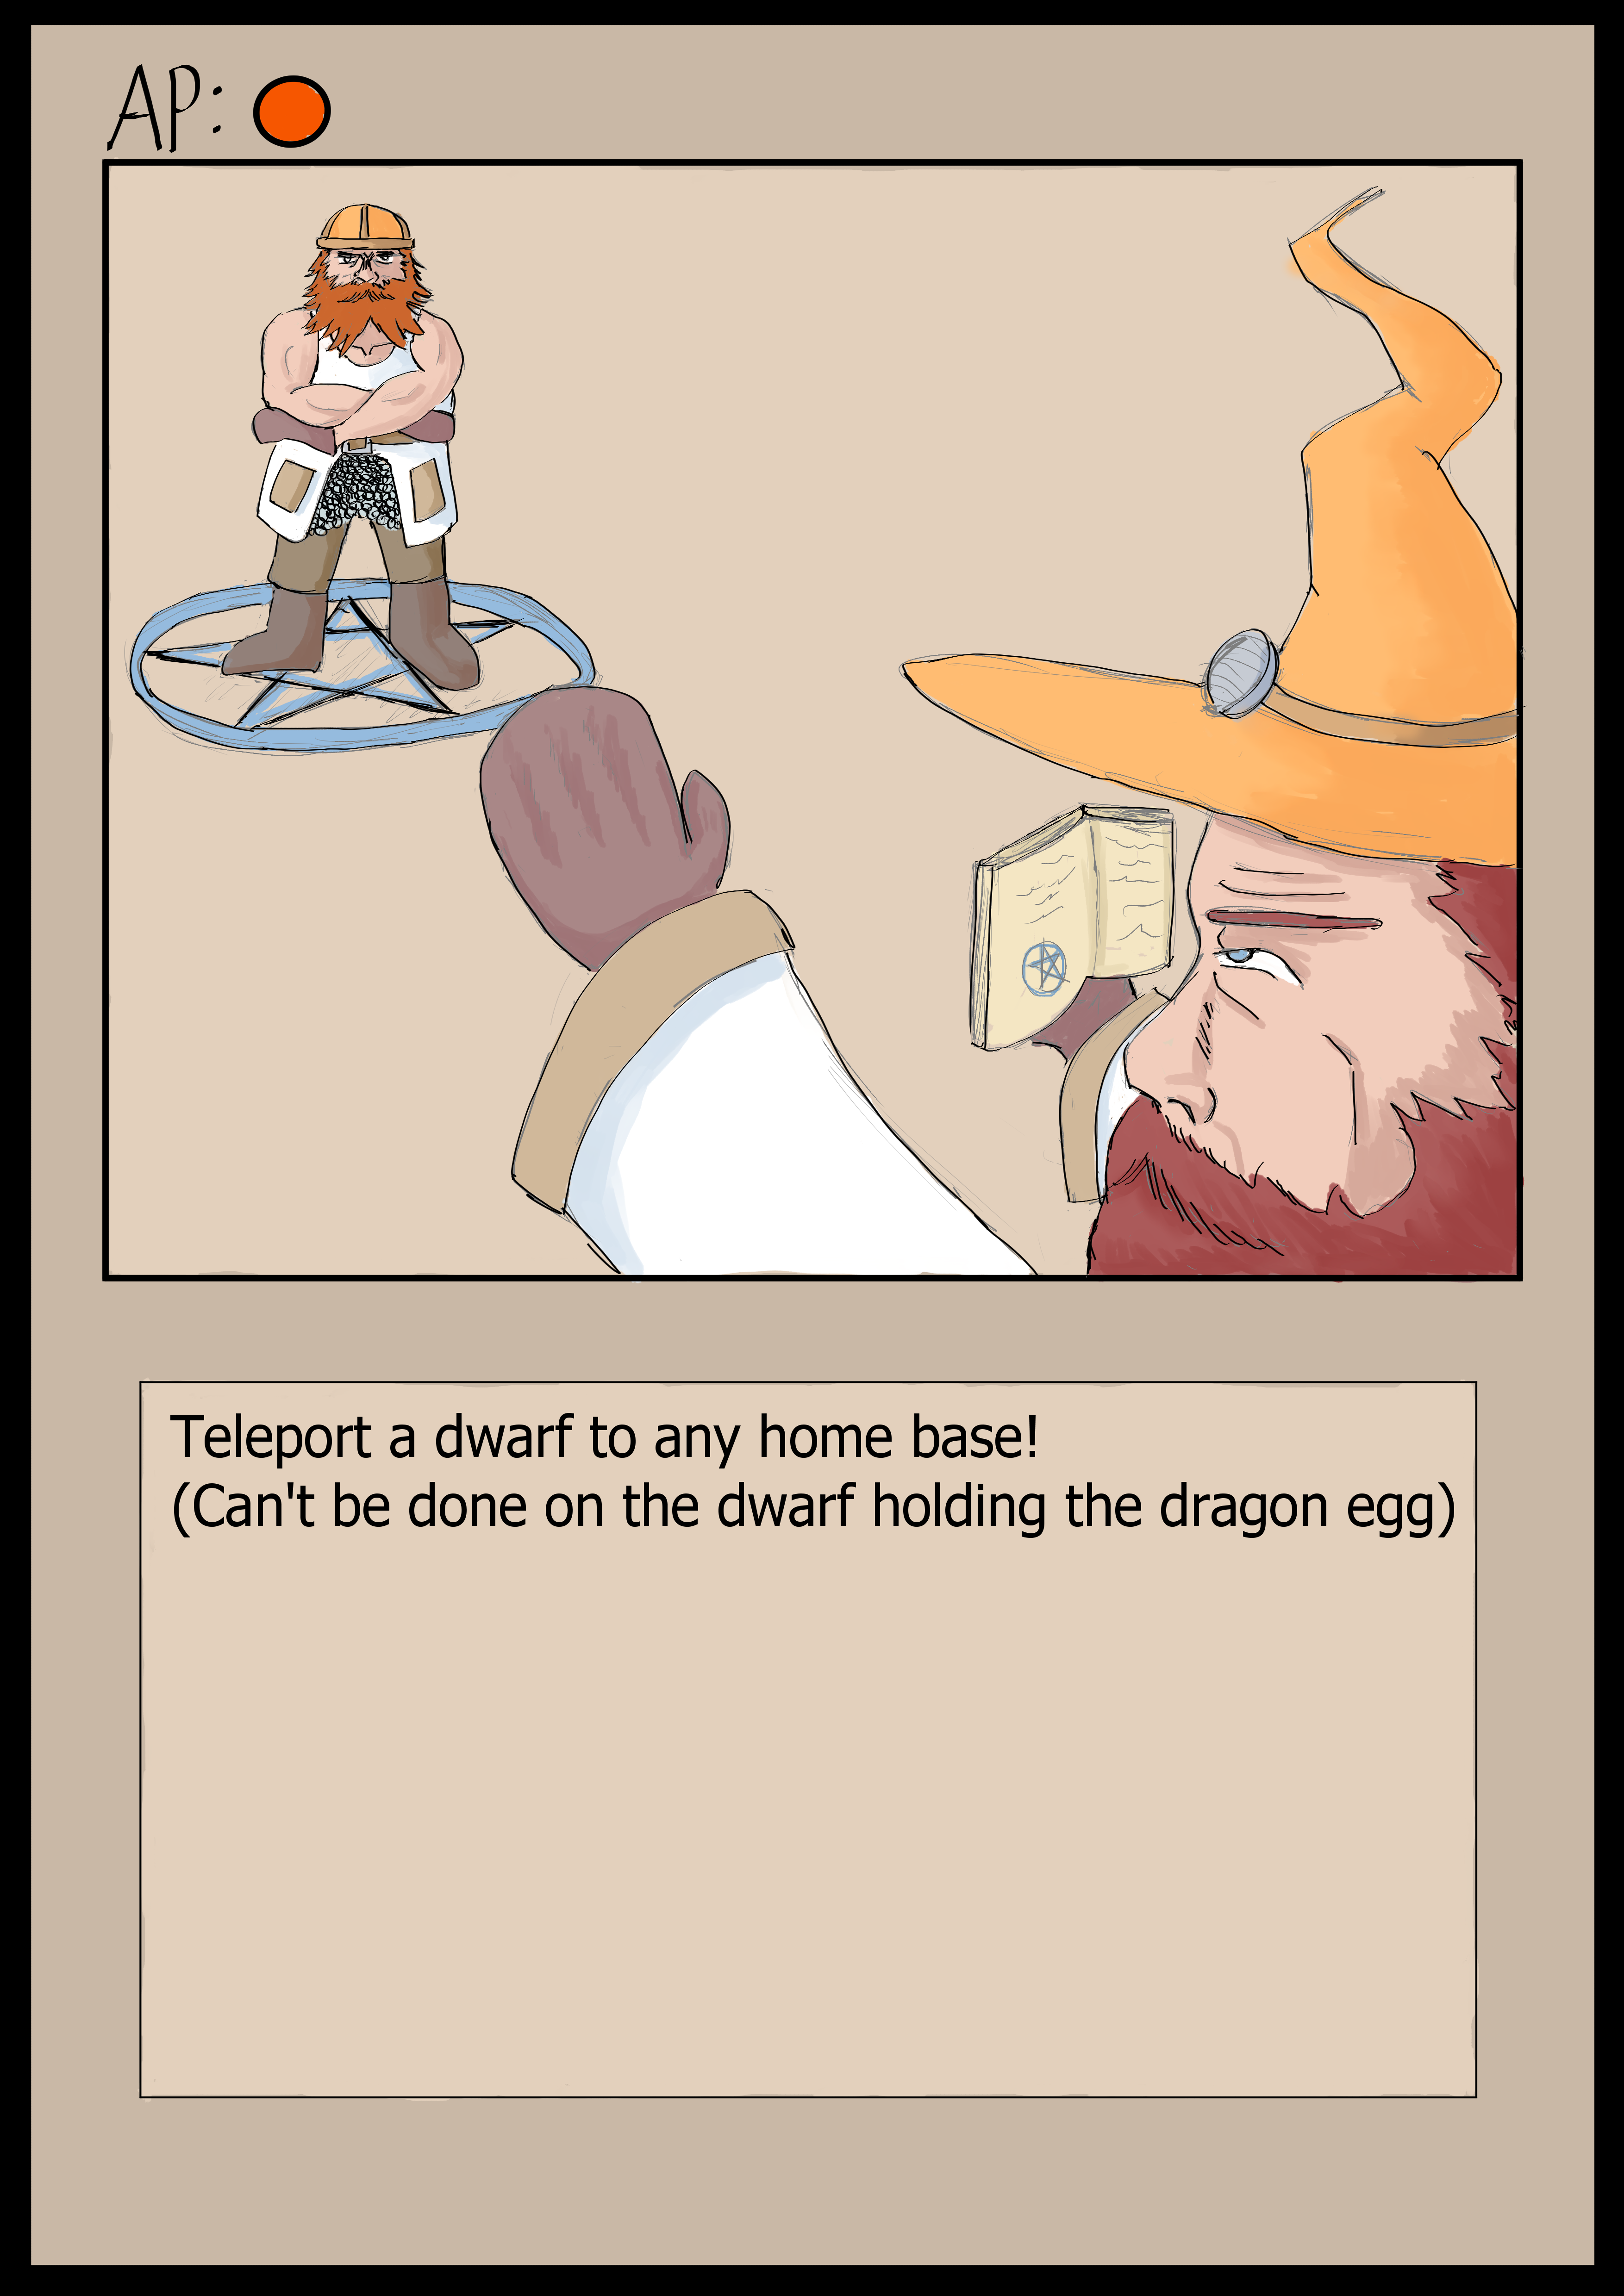 AP:
Teleport a dwarf to any home base!
(Can't be done on the dwarf holding the dragon egg)